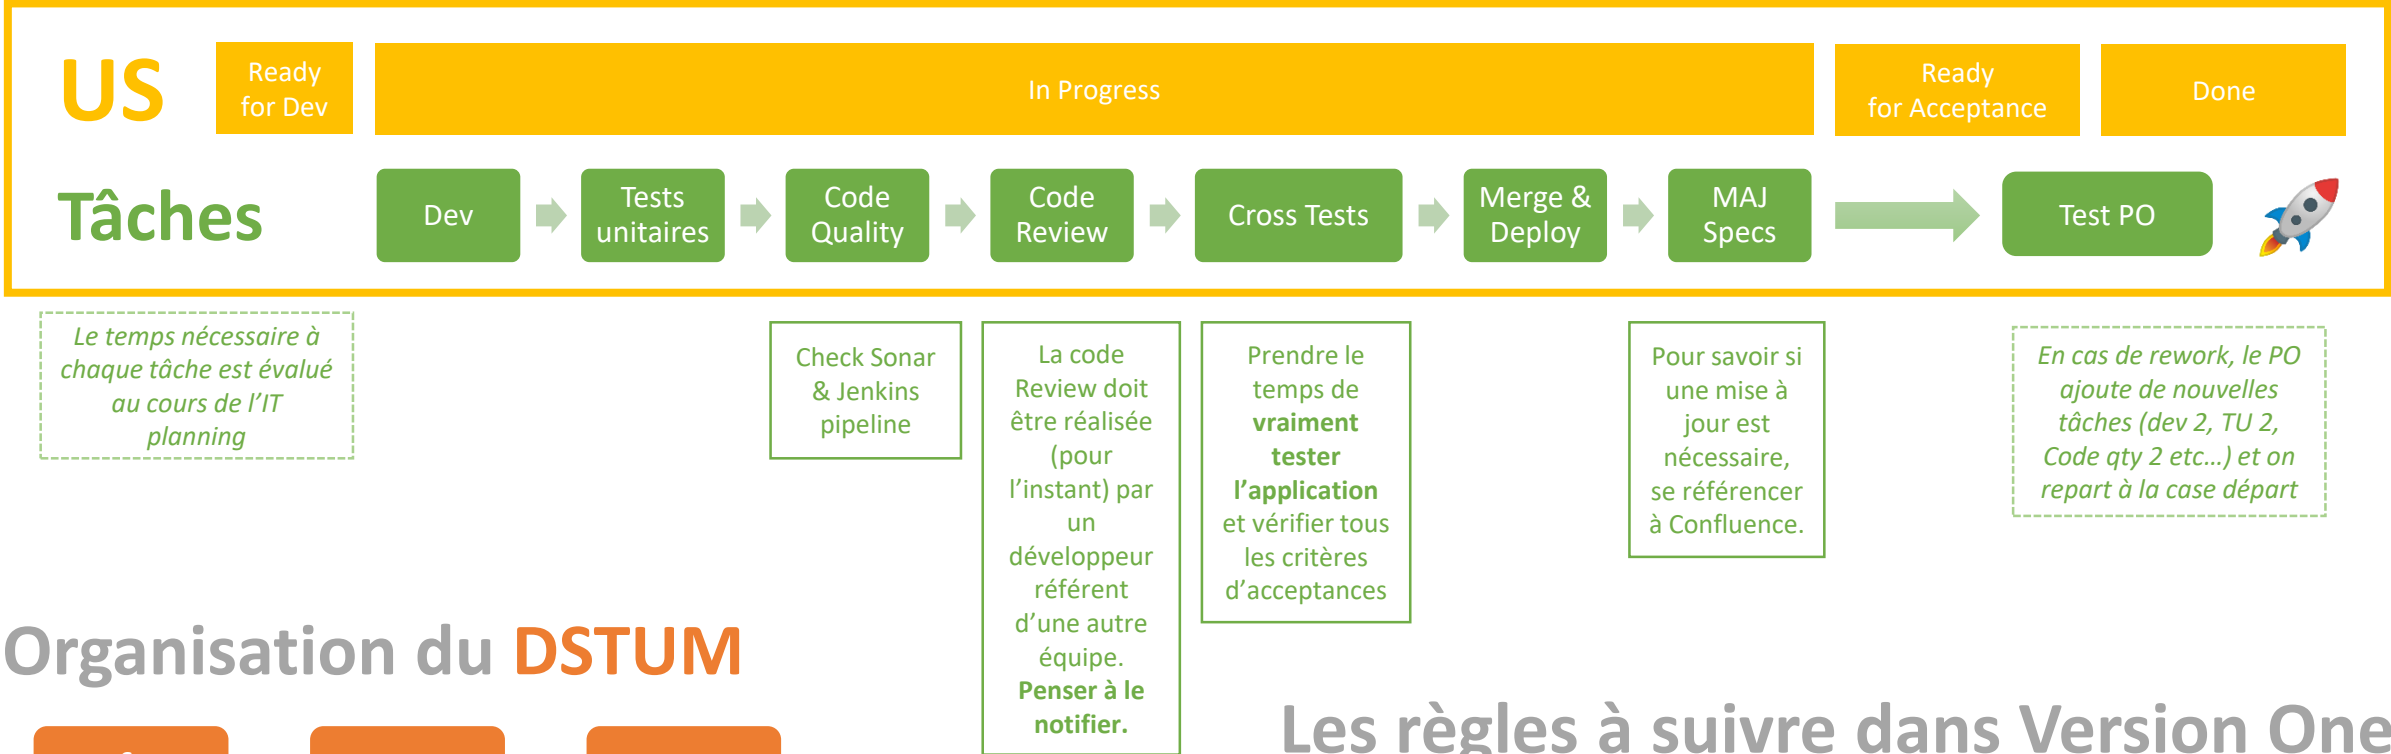 US
Ready
for Dev
In Progress
Ready
for Acceptance
Done
Tâches
Dev
Tests
unitaires
Code
Quality
Code
Review
Cross Tests
Merge &
Deploy
MAJ
Specs
Test PO
Le temps nécessaire à
chaque tâche est évalué
au cours de l’IT
planning
Check Sonar
& Jenkins
pipeline
La code
Review doit
être réalisée
(pour
l’instant) par
un
développeur
référent
d’une autre
équipe.
Penser à le
notifier.
Prendre le
temps de
vraiment
tester
l’application
et vérifier tous
les critères
d’acceptances
Pour savoir si
une mise à
jour est
nécessaire,
se référencer
à Confluence.
En cas de rework, le PO
ajoute de nouvelles
tâches (dev 2, TU 2,
Code qty 2 etc…) et on
repart à la case départ
Organisation du DSTUM
Les règles à suivre dans Version One